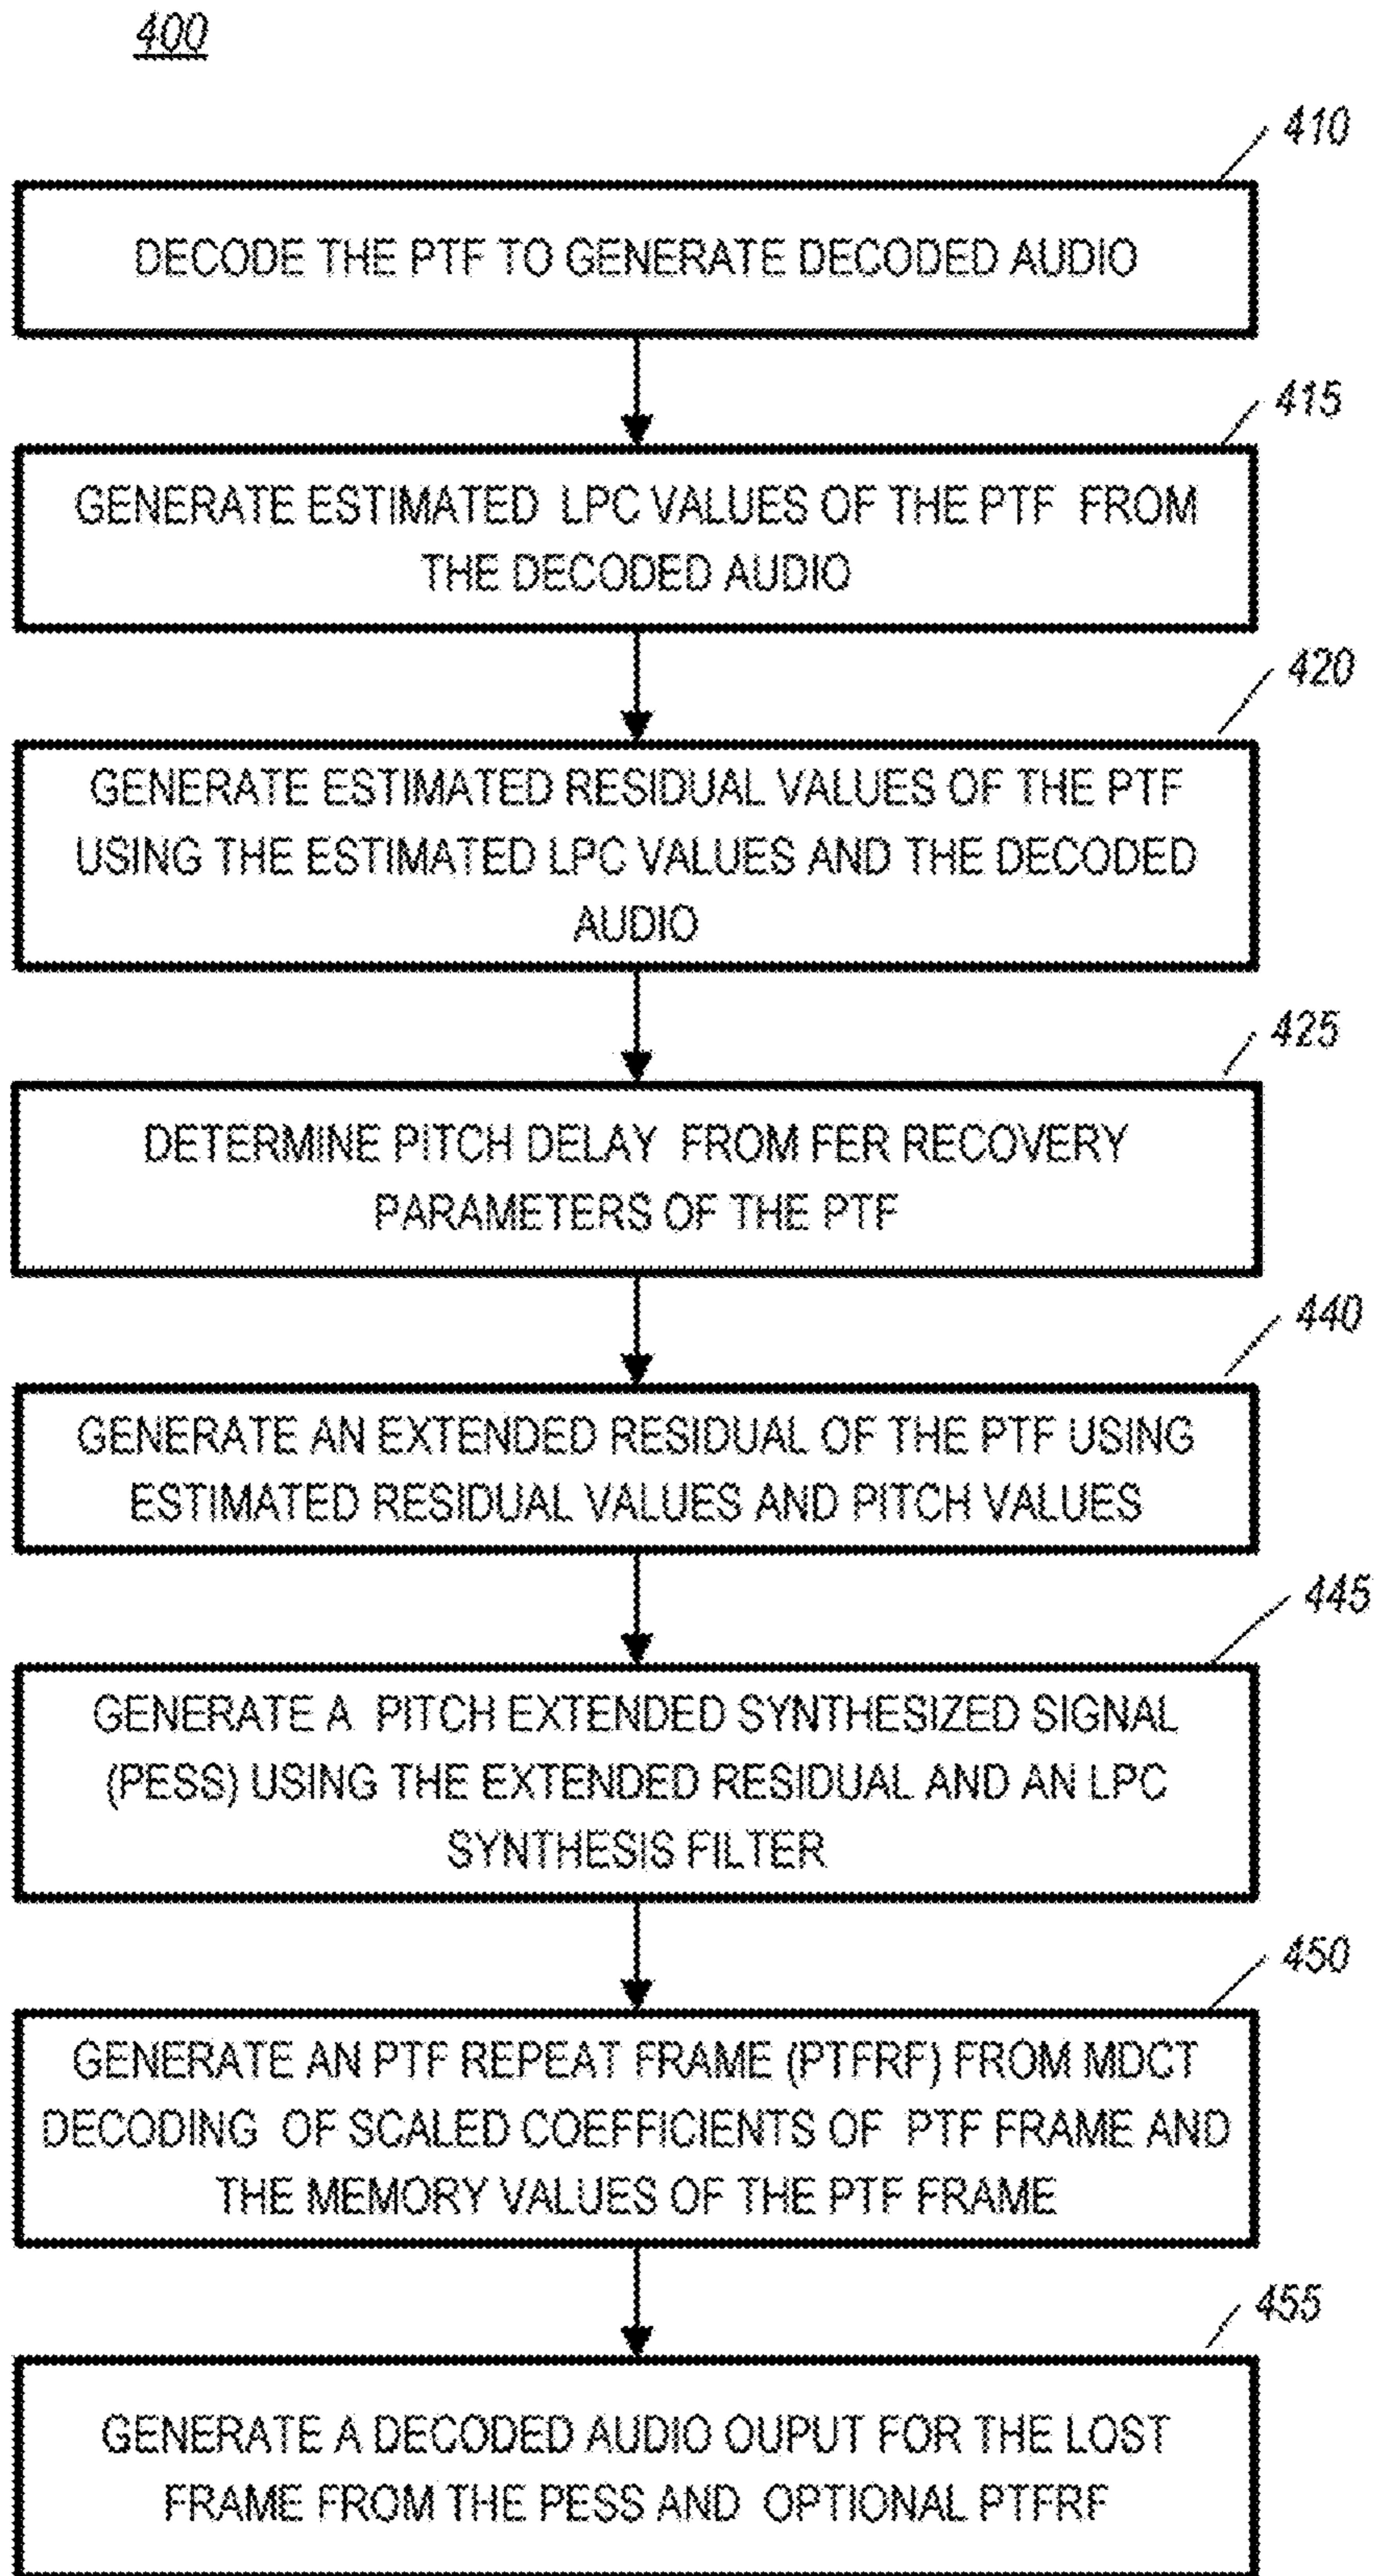 400
410
DECODE THE PTF TO GENERATE DECODED AUDIO
415
GENERATE ESTIMATED LPC VALUES OF THE PTF FROM
THE DECODED AUDIO
420
GENERATE ESTIMATED RESIDUAL VALUES OF THE PTF
USING THE ESTIMATED LPC VALUES AND THE DECODED
AUDIO
425
DETERMINE PITCH DELAY FROM FER RECOVERY
PARAMETERS OF THE PTF
440
GENERATE AN EXTENDED RESIDUAL OF THE PTF USING
ESTIMATED RESIDUAL VALUES AND PITCH VALUES
445
GENERATE A PITCH EXTENDED SYNTHESIZED SIGNAL
(PESS) USING THE EXTENDED RESIDUAL AND AN LPC
SYNTHESIS FILTER
450
GENERATE AN PTF REPEAT FRAME (PTFRF) FROM MDCT
DECODING OF SCALED COEFFICIENTS OF PTF FRAME AND
THE MEMORY VALUES OF THE PTF FRAME
455
GENERATE A DECODED AUDIO OUPUT FOR THE LOST
FRAME FROM THE PESS AND OPTIONAL PTFRF